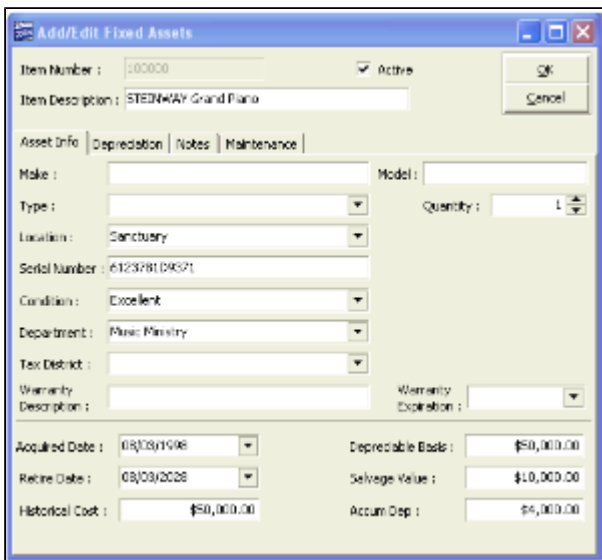 Add/Edit Fixed Assets
Item Number : 100000 Active OK
Item Description : STEINWAY Grand Piano Cancel
Asset Info Depreciation Notes Maintenance
Make : Model :
Type : Quantity : 1
Location : Sanctuary
Serial Number :
Condition : Excellent
Department : Music Ministry
Tax District :
Warranty Description : Warranty Expiration :
Acquired Date : 08/03/1998 Depreciable Basis : $50,000.00
Retire Date : 08/03/2028 Salvage Value : $10,000.00
Historical Cost : $50,000.00 Accum Dep : $4,000.00